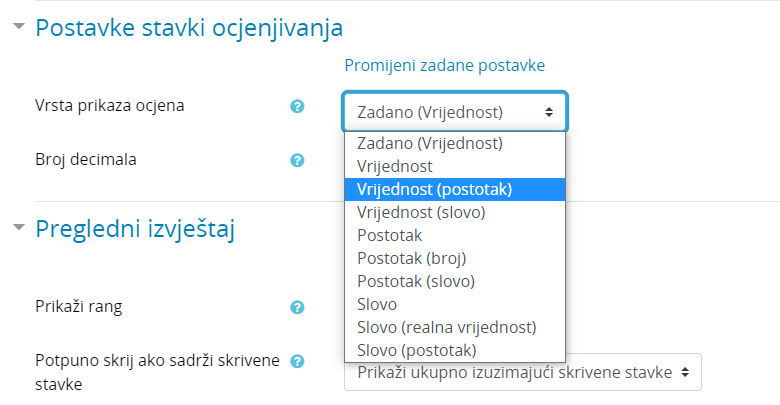 Postavke stavki ocjenjivanja
Promijeni zadane postavke
Vrsta prikaza ocjena
Zadano (Vrijednost)
Zadano (Vrijednost)
Vrijednost
Vrijednost (postotak)
Vrijednost (slovo)
Postotak
Postotak (broj)
Postotak (slovo)
Slovo
Slovo (realna vrijednost)
Slovo (postotak)
Broj decimala
Pregledni izvještaj
Prikaži rang
Potpuno skrij ako sadrži skrivene
stavke
Prikaži ukupno izuzimajući skrivene stavke